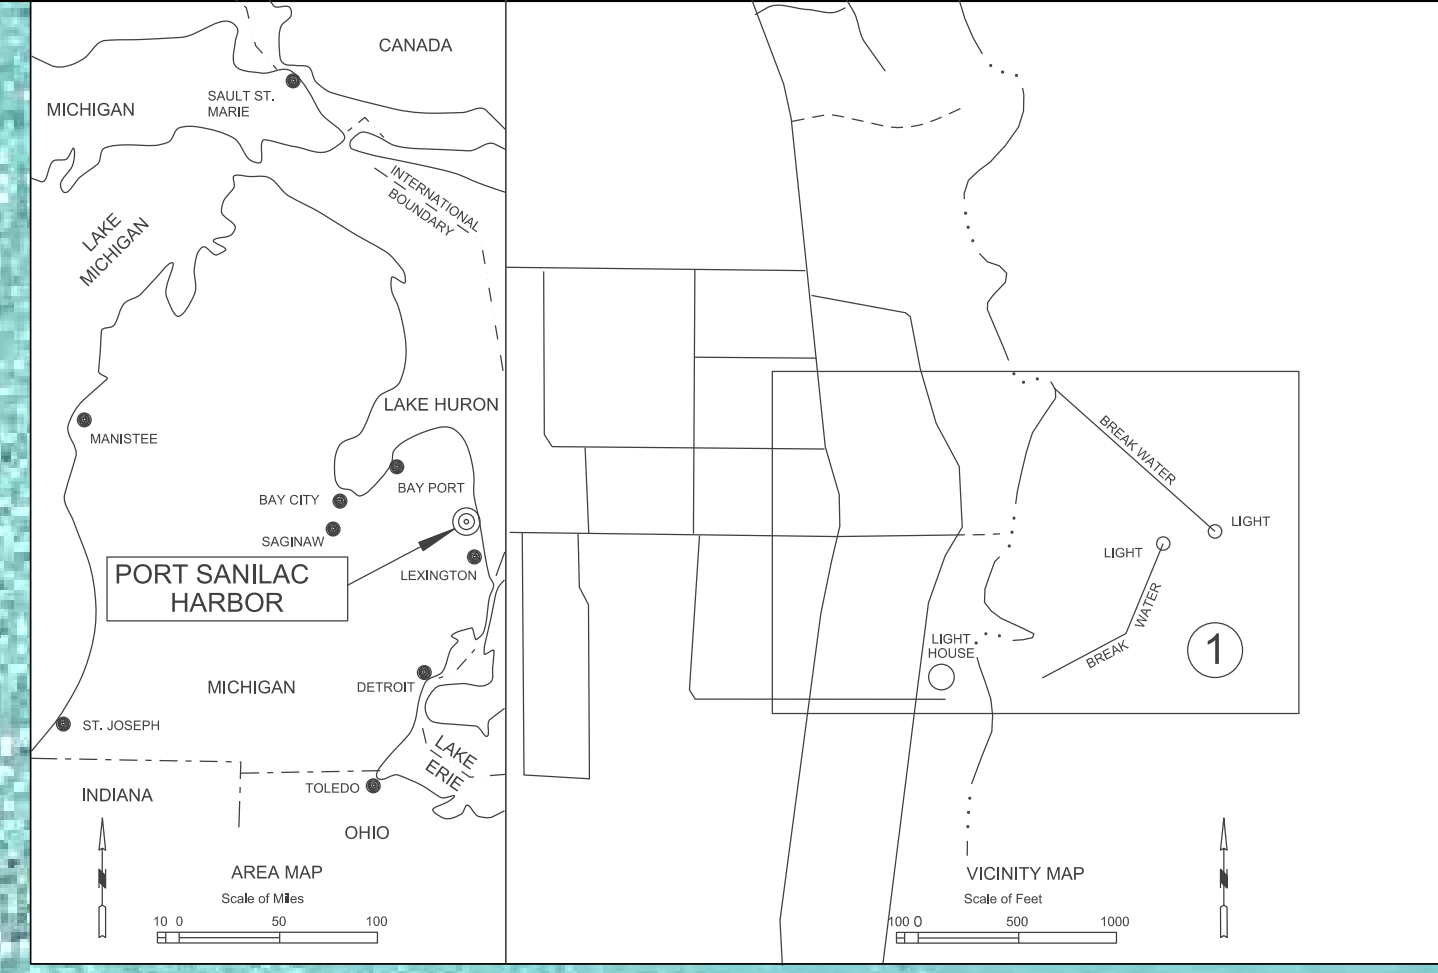 CANADA
SAULT ST.
MARIE
MICHIGAN
INTERNATIONAL
BOUNDARY
LAKE
MICHIGAN
LAKE HURON
MANISTEE
BAY PORT
BAY CITY
SAGINAW
PORT SANILAC
HARBOR
LEXINGTON
MICHIGAN
DETROIT
ST. JOSEPH
LAKE
ERIE
TOLEDO
INDIANA
OHIO
N
AREA MAP
Scale of Miles
10 0 50 100
BREAK WATER
LIGHT
LIGHT
WATER
BREAK
1
LIGHT
HOUSE
VICINITY MAP
Scale of Feet
100 0 500 1000
N